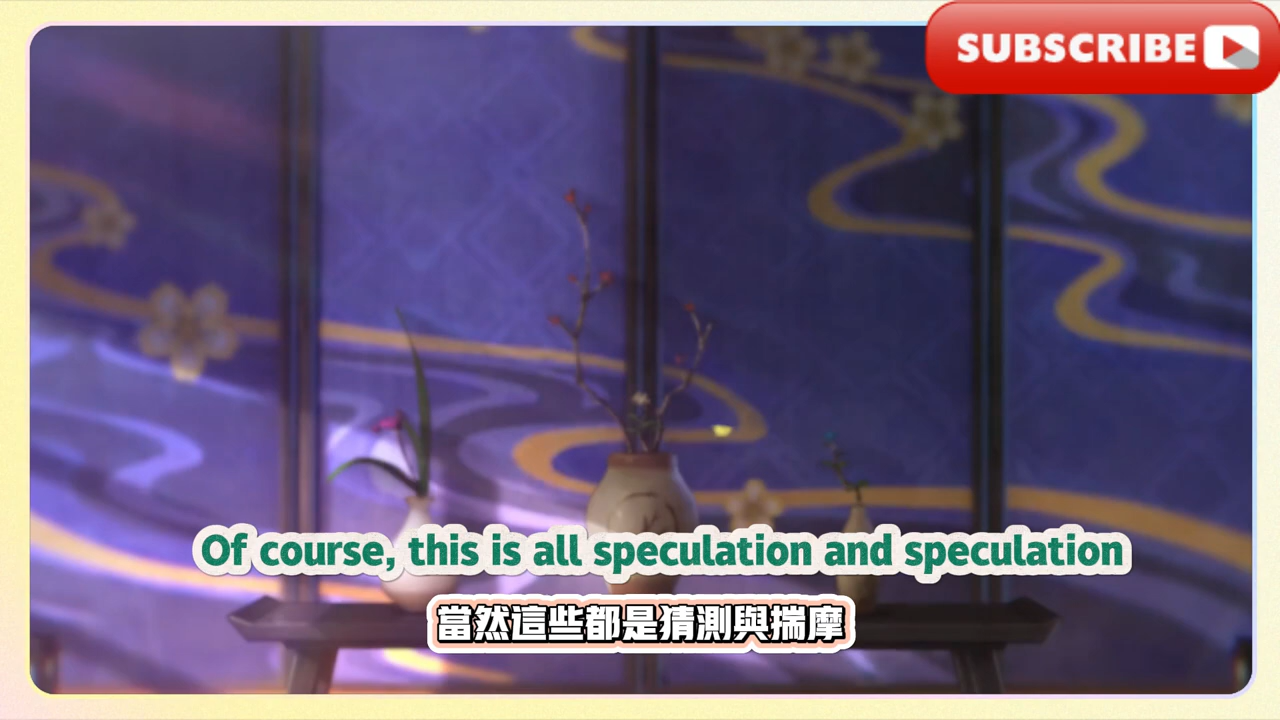 SUBSCRIBE
Of course, this is all speculation and speculation
當然這些都是猜測與揣摩